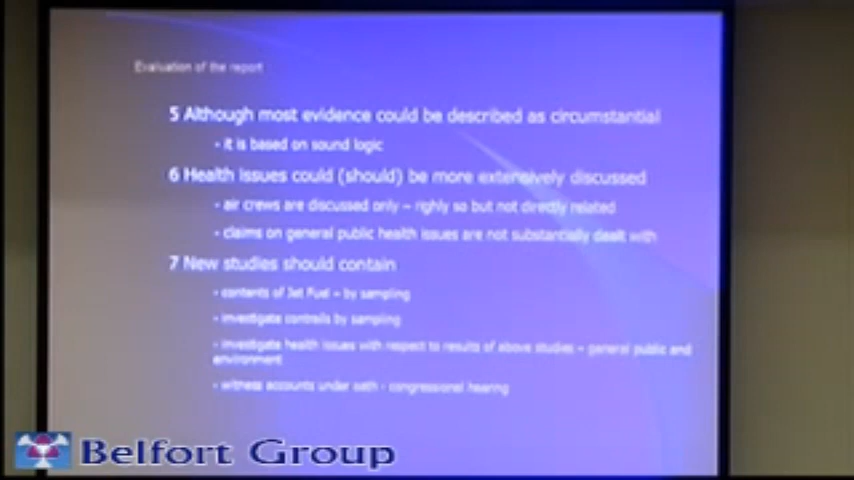 Evaluation of the report
5 Although most evidence could be described as circumstantial
- it is based on sound logic
6 Health issues could (should) be more extensively discussed
- air crews are discussed only – righly so but not directly related
- claims on general public health issues are not substancially dealt with
7 New studies should contain
- contents of Jet Fuel – by sampling
- investigate contrails by sampling
- investigate health issues with respect to results of above studies – general public and
environment
- witness accounts under oath - congressional hearing
Belfort Group